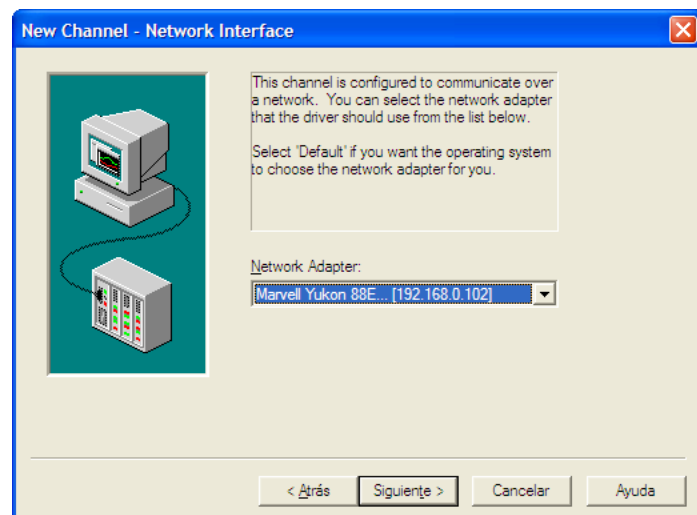 New Channel - Network Interface
This channel is configured to communicate over
a network. You can select the network adapter
that the driver should use from the list below.
Select 'Default' if you want the operating system
to choose the network adapter for you.
Network Adapter:
Marvell Yukon 88E... [192.168.0.102]
< Atrás
Siguiente >
Cancelar
Ayuda